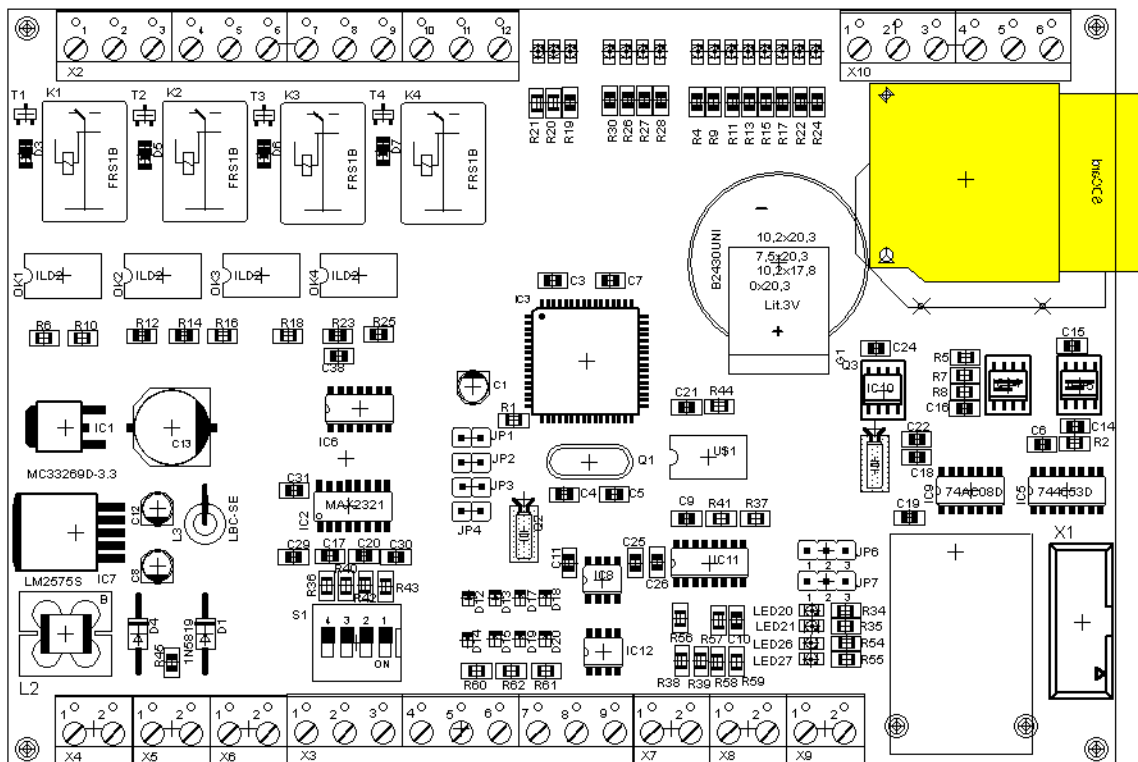 1 2 3 4 5 6 7 8 9 10 11 12
X2
1 2 3 4 5 6
X10
T1 K1 T2 K2 T3 K3 T4 K4
D3 FRS1B D5 FRS1B D6 FRS1B D7 FRS1B
R21 R20 R19 R30 R26 R27 R28 R4 R9 R11 R13 R15 R17 R22 R24
B2430UNI
10,2x20,3
7,5x20,3
10,2x17,8
0x20,3
Lit.3V
G1
OK1 ILD2 OK2 ILD2 OK3 ILD2 OK4 ILD2
C3 C7
IC3
R6 R10 R12 R14 R16 R18 R23 R25
C38
C15
C24
Q3
IC10
R5
R7
R8
C16
C1
C21 R44
R1
IC1
C13
IC6
JP1
JP2
JP3
JP4
MC33269D-3.3
Q1
U$1
C22
C18
C6
C14
R2
C31
MAX2321
IC2
C4 C5
Q2
C9 R41 R37
C19
IC9
74AC08D
IC5
C12
L3
LBC-SE
C8
LM2575S
IC7
C29 C17 C20 C30
C11
IC8
C25
C26
IC11
JP6
1 2 3
JP7
1 2 3
X1
R36 R40 R42 R43
B
L2
D4
R45
1N5819
D1
S1
4 3 2 1
ON
D12 D13 D17 D18
D14 D15 D19 D20
R60 R62 R61
IC12
R56 R57 C10
R38 R39 R58 R59
LED20 R34
LED21 R35
LED26 R54
LED27 R55
1 2 1 2 1 2 1 2 3 4 5 6 7 8 9 1 2 1 2 1 2
X4 X5 X6 X3 X7 X8 X9